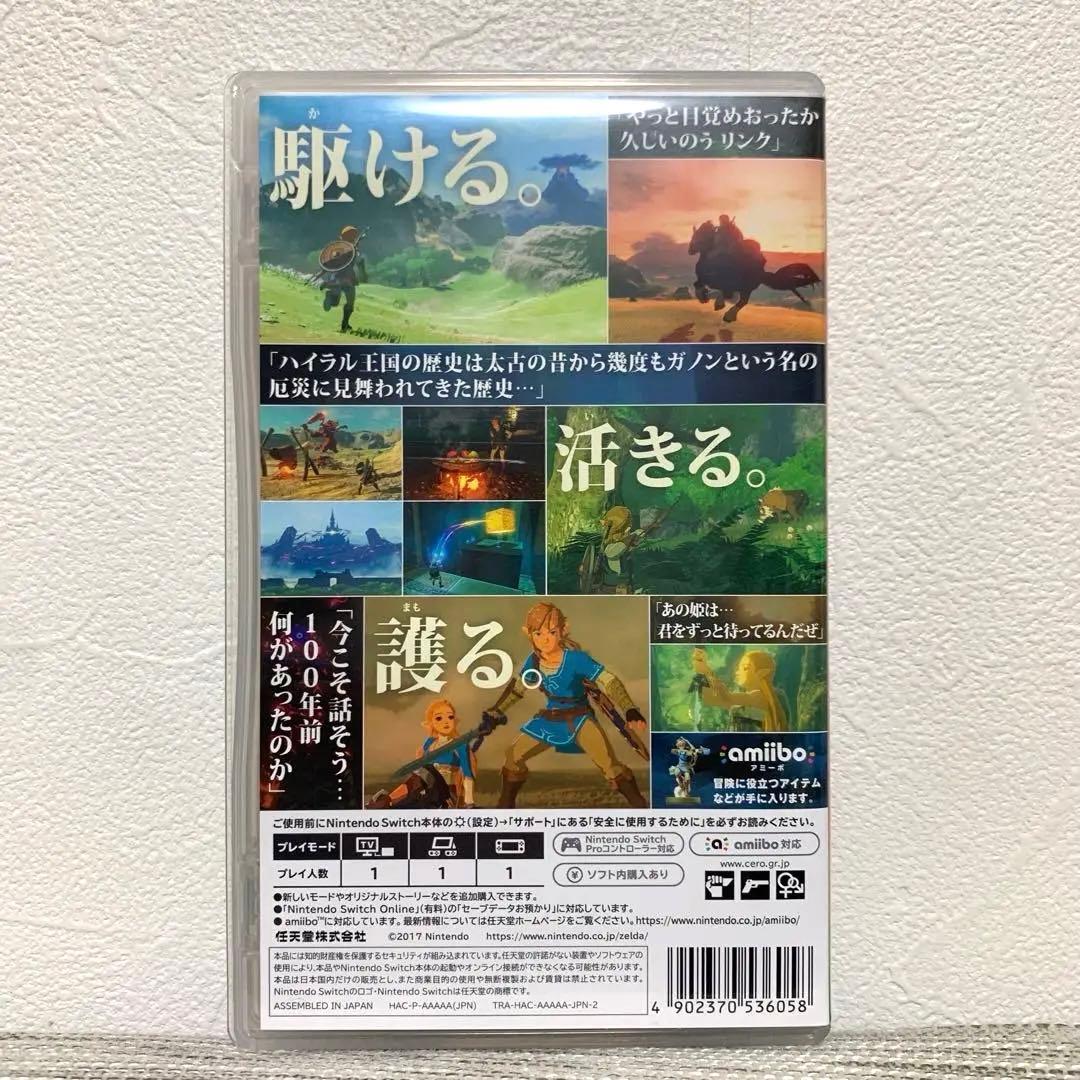 か
駆ける。
「やっと目覚めおったか
久しいのう リンク」
「ハイラル王国の歴史は太古の昔から幾度もガノンという名の
厄災に見舞われてきた歴史…」
い
活きる。
「今こそ話そう…
100年前
何があったのか」
まも
護る。
「あの姫は…
君をずっと待ってるんだぜ」
amiibo
アミーボ
冒険に役立つアイテム
などが手に入ります。
ご使用前にNintendo Switch本体の(設定)→「サポート」にある「安全に使用するために」を必ずお読みください。
プレイモード TV
プレイ人数 1 1 1
Nintendo Switch
Proコントローラー対応
amiibo 対応
¥ ソフト内購入あり
www.cero.gr.jp
●新しいモードやオリジナルストーリーなどを追加購入できます。
●「Nintendo Switch Online」(有料)の「セーブデータお預かり」に対応しています。
● amiibo™に対応しています。最新情報については任天堂ホームページをご覧ください。https://www.nintendo.co.jp/amiibo/
任天堂株式会社 ©2017 Nintendo https://www.nintendo.co.jp/zelda/
本品には知的財産権を保護するセキュリティが組み込まれています。任天堂の許諾がない装置やソフトウェアの
使用により、本品やNintendo Switch本体の起動やオンライン接続ができなくなる可能性があります。
本品は日本国内だけの販売とし、また商業目的の使用や無断複製および賃貸は禁止されています。
Nintendo Switchのロゴ・Nintendo Switchは任天堂の商標です。
ASSEMBLED IN JAPAN HAC-P-AAAAA(JPN) TRA-HAC-AAAAA-JPN-2
4 902370 536058